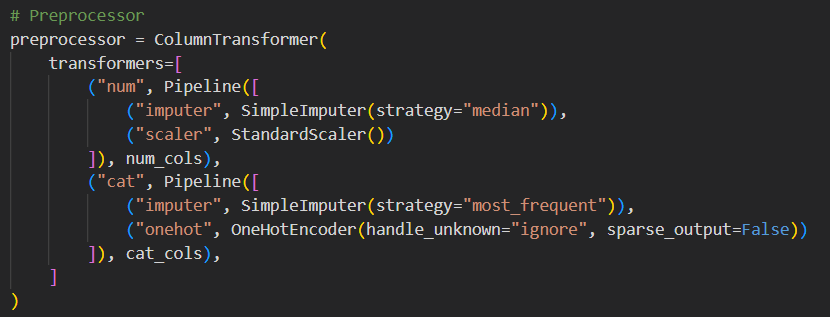 # Preprocessor
preprocessor = ColumnTransformer(
    transformers=[
        ("num", Pipeline([
            ("imputer", SimpleImputer(strategy="median")),
            ("scaler", StandardScaler())
        ]), num_cols),
        ("cat", Pipeline([
            ("imputer", SimpleImputer(strategy="most_frequent")),
            ("onehot", OneHotEncoder(handle_unknown="ignore", sparse_output=False))
        ]), cat_cols),
    ]
)